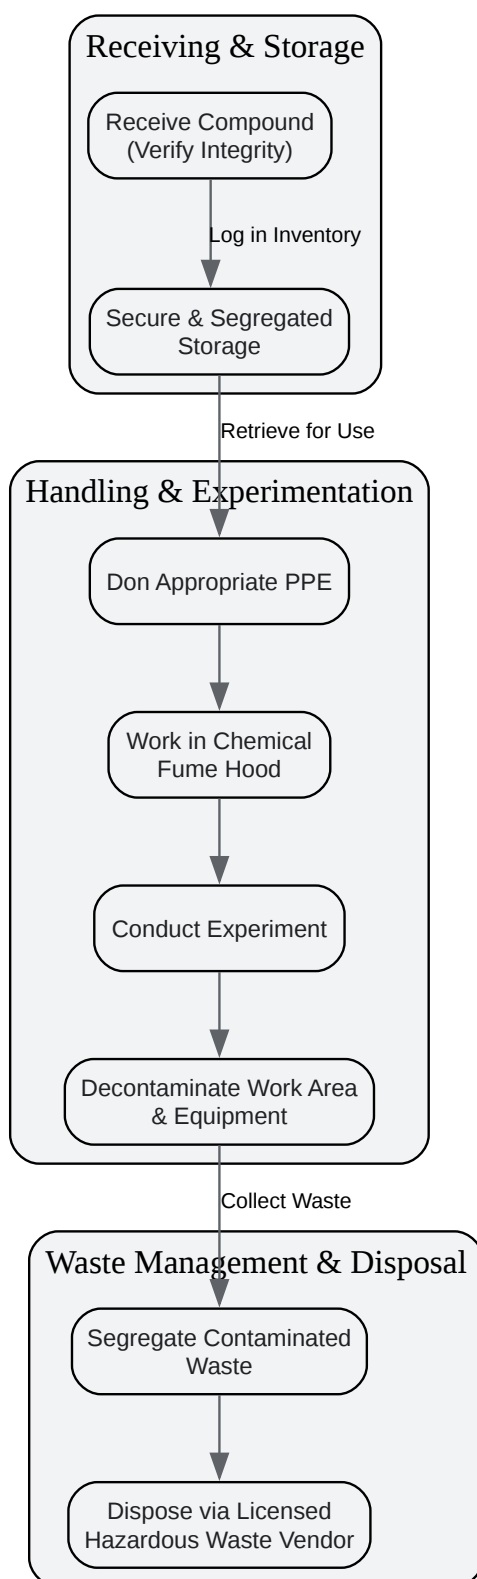 Receiving & Storage
Receive Compound
(Verify Integrity)
Log in Inventory
Secure & Segregated
Storage
Retrieve for Use
Handling & Experimentation
Don Appropriate PPE
Work in Chemical
Fume Hood
Conduct Experiment
Decontaminate Work Area
& Equipment
Collect Waste
Waste Management & Disposal
Segregate Contaminated
Waste
Dispose via Licensed
Hazardous Waste Vendor